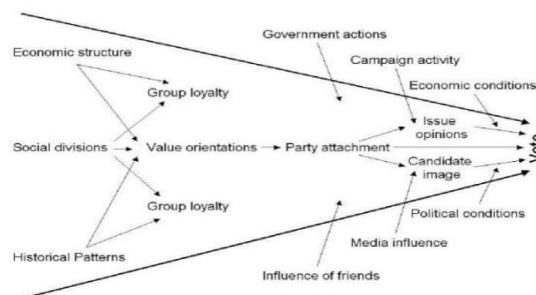 Government actions
Economic structure
Campaign activity
Economic conditions
Group loyalty
Issue
opinions
Social divisions
Value orientations
Party attachment
Candidate
image
Vote
Group loyalty
Political conditions
Media influence
Historical Patterns
Influence of friends